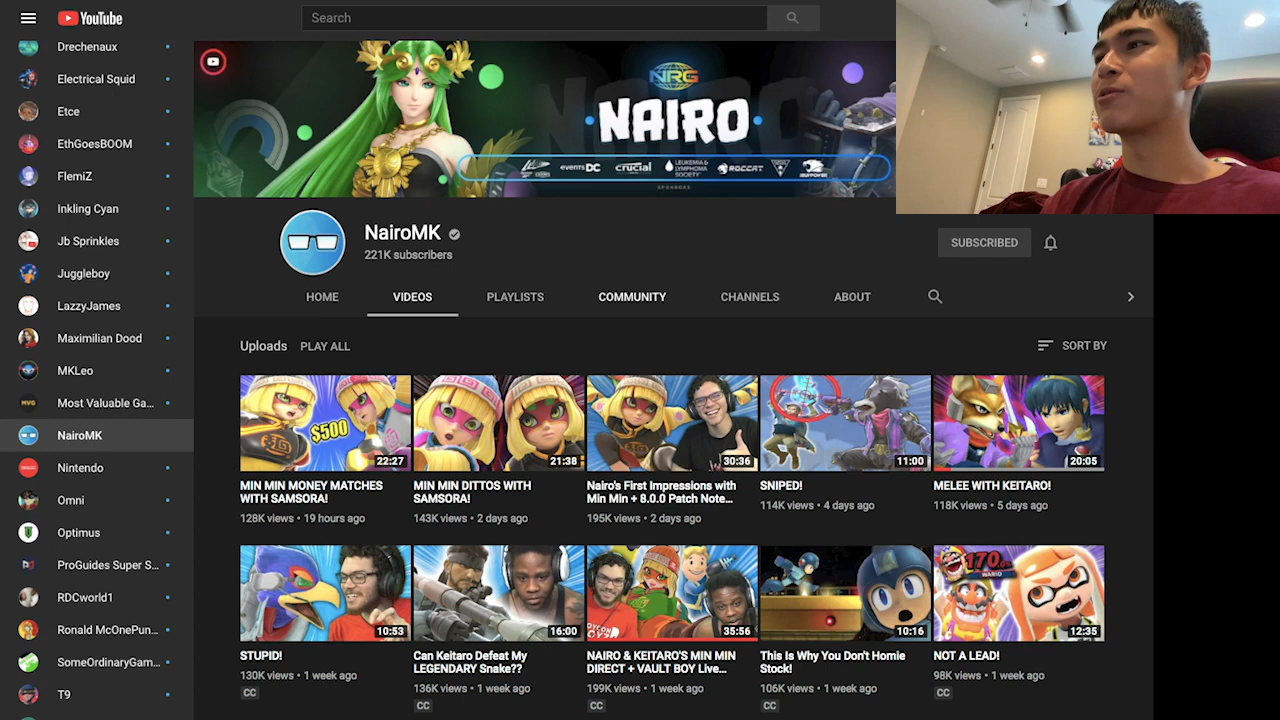 YouTube
Search
Drechenaux
Electrical Squid
Etce
EthGoesBOOM
FlemiZ
Inkling Cyan
Jb Sprinkles
Juggleboy
LazzyJames
Maximilian Dood
MKLeo
Most Valuable Ga...
NairoMK
Nintendo
Omni
Optimus
ProGuides Super S...
RDCworld1
Ronald McOnePun...
SomeOrdinaryGam...
T9
NRG
NAIRO
events DC
crucial
LEUKEMIA &
LYMPHOMA
SOCIETY
ROCCAT
SPONSORS
NairoMK
221K subscribers
SUBSCRIBED
HOME
VIDEOS
PLAYLISTS
COMMUNITY
CHANNELS
ABOUT
Uploads
PLAY ALL
SORT BY
MVG
$500
22:27
21:38
30:36
11:00
20:05
MIN MIN MONEY MATCHES
WITH SAMSORA!
128K views • 19 hours ago
MIN MIN DITTOS WITH
SAMSORA!
143K views • 2 days ago
Nairo's First Impressions with
Min Min + 8.0.0 Patch Note...
195K views • 2 days ago
SNIPED!
114K views • 4 days ago
MELEE WITH KEITARO!
118K views • 5 days ago
10:53
16:00
35:56
10:16
170.0%
WARIO
12:35
STUPID!
130K views • 1 week ago
CC
Can Keitaro Defeat My
LEGENDARY Snake??
136K views • 1 week ago
CC
NAIRO & KEITARO'S MIN MIN
DIRECT + VAULT BOY Live...
199K views • 1 week ago
CC
This Is Why You Don't Homie
Stock!
106K views • 1 week ago
CC
NOT A LEAD!
98K views • 1 week ago
CC